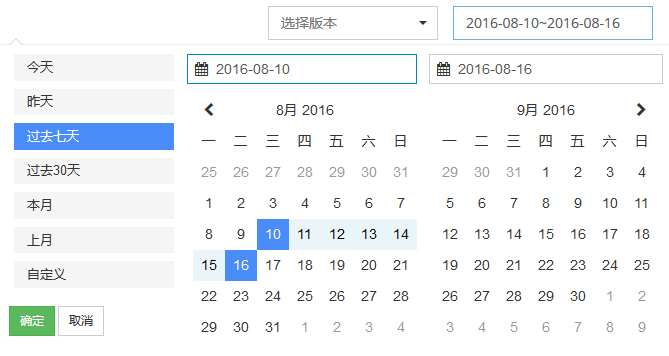 选择版本 2016-08-10~2016-08-16
今天
昨天
过去七天
过去30天
本月
上月
自定义
确定 取消
2016-08-10
8月 2016
一 二 三 四 五 六 日
25 26 27 28 29 30 31
1 2 3 4 5 6 7
8 9 10 11 12 13 14
15 16 17 18 19 20 21
22 23 24 25 26 27 28
29 30 31 1 2 3 4
2016-08-16
9月 2016
一 二 三 四 五 六 日
29 30 31 1 2 3 4
5 6 7 8 9 10 11
12 13 14 15 16 17 18
19 20 21 22 23 24 25
26 27 28 29 30 1 2
3 4 5 6 7 8 9